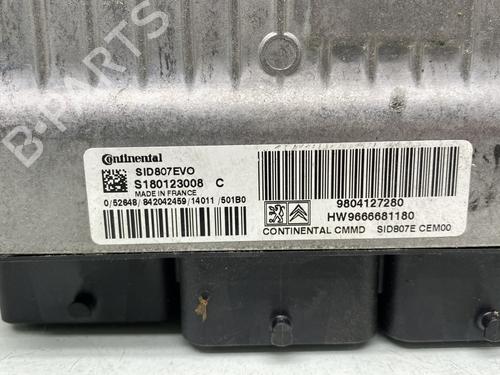 B-PARTS
Continental
SID807EVO
S180123008 C
MADE IN FRANCE
0/52648/842042459/14011/501B0
9804127280
HW9666681180
CONTINENTAL CMMD SID807E CEM00